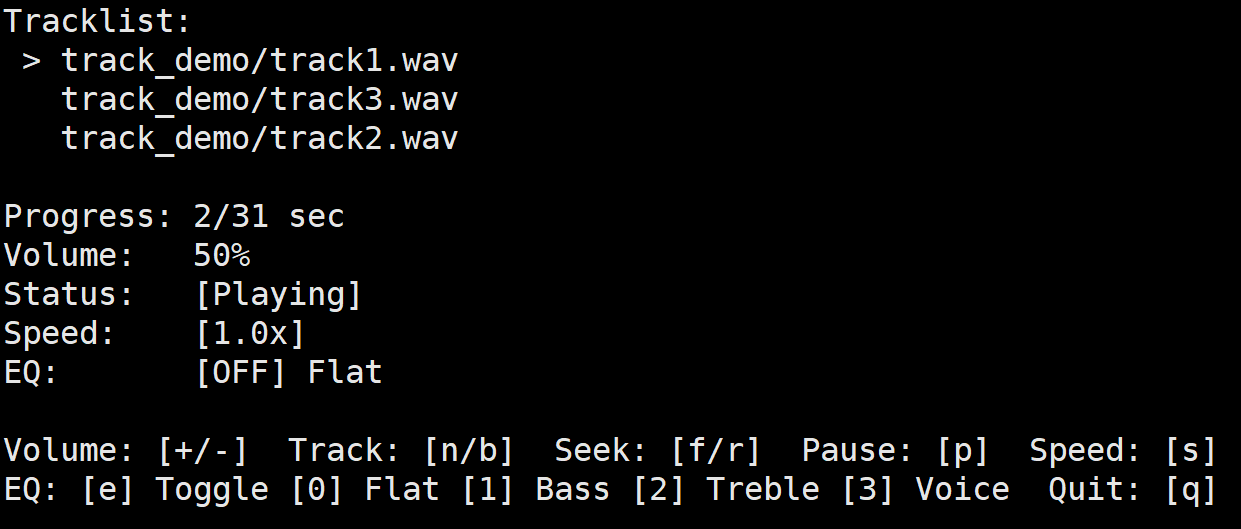 Tracklist:
 > track_demo/track1.wav
   track_demo/track3.wav
   track_demo/track2.wav

Progress: 2/31 sec
Volume:   50%
Status:   [Playing]
Speed:    [1.0x]
EQ:       [OFF] Flat

Volume: [+/-]  Track: [n/b]  Seek: [f/r]  Pause: [p]  Speed: [s]
EQ: [e] Toggle [0] Flat [1] Bass [2] Treble [3] Voice  Quit: [q]